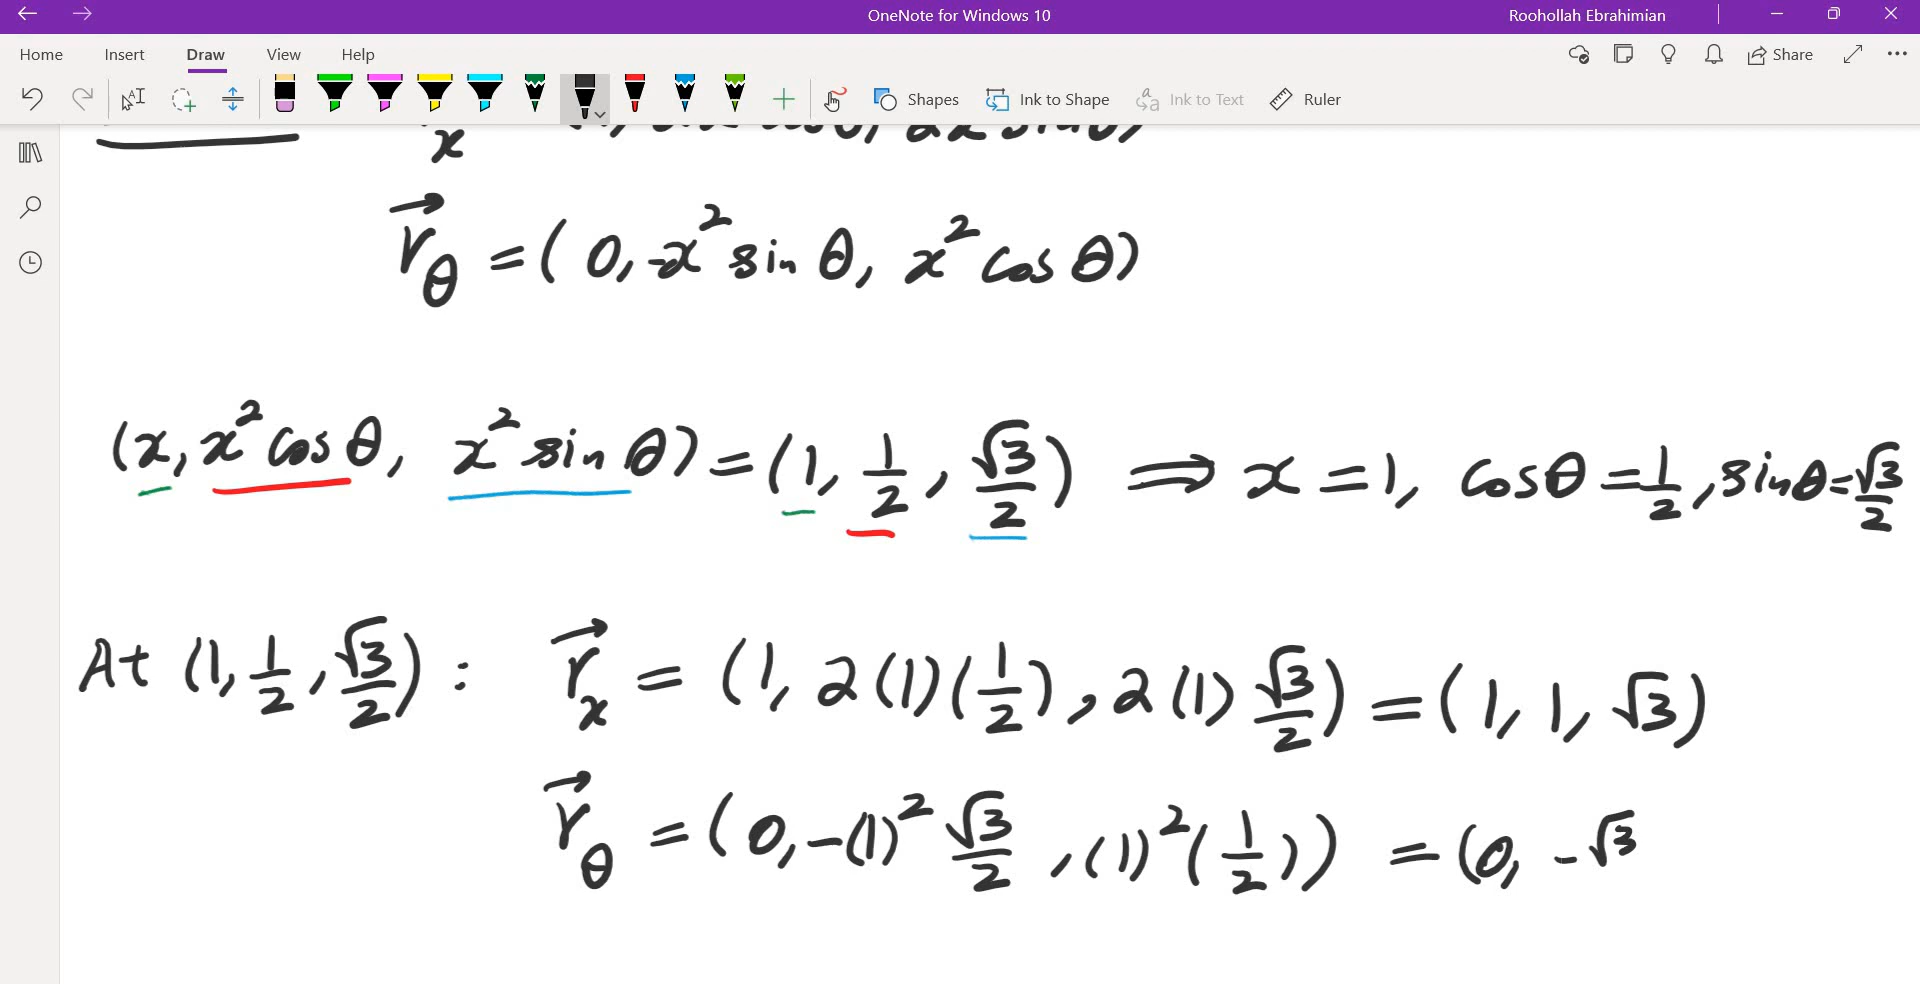 OneNote for Windows 10
Roohollah Ebrahimian
Home Insert Draw View Help
Share
Shapes Ink to Shape Ink to Text Ruler
x
r⃗_θ = (0, -x² sin θ, x² cos θ)
(x, x² cos θ, x² sin θ) = (1, 1/2, √3/2) ⟹ x = 1, cos θ = 1/2, sin θ = √3/2
At (1, 1/2, √3/2) : r⃗_x = (1, 2(1)(1/2), 2(1) √3/2) = (1, 1, √3)
r⃗_θ = (0, -(1)² √3/2, (1)² (1/2)) = (0, - √3